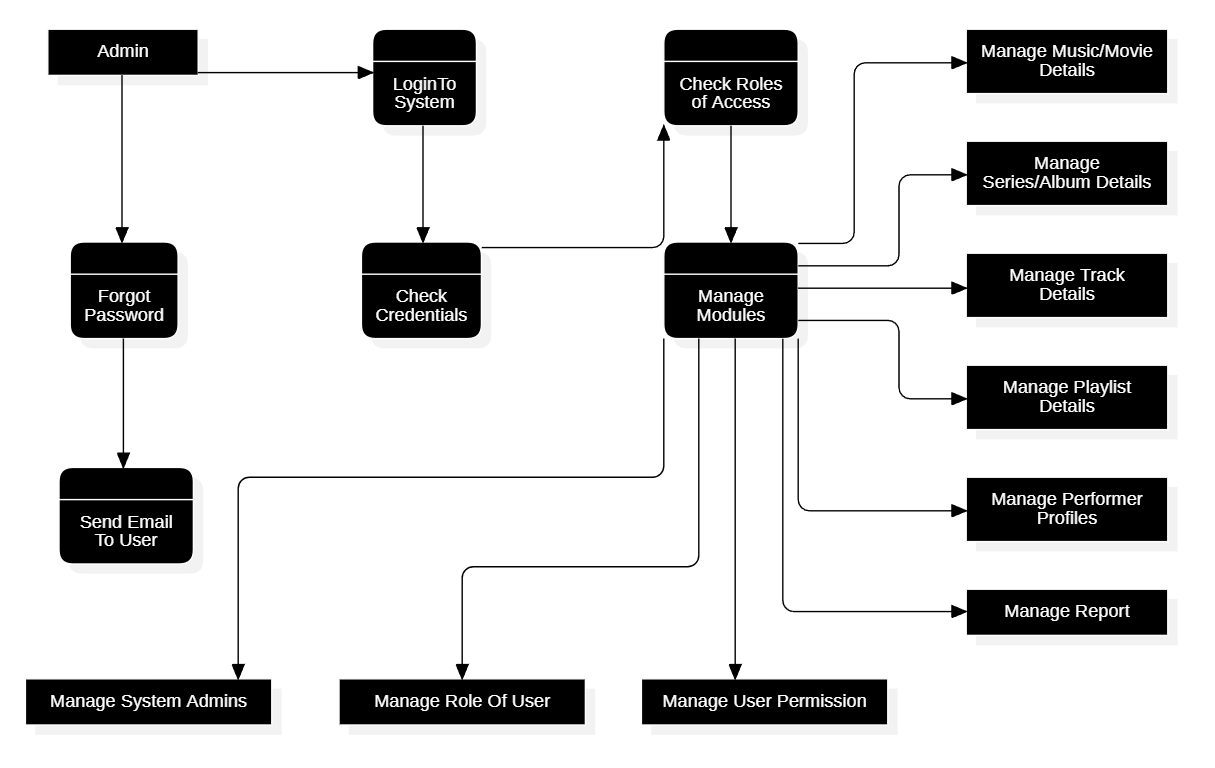 Admin
LoginTo
System
Check Roles
of Access
Manage Music/Movie
Details
Manage
Series/Album Details
Forgot
Password
Check
Credentials
Manage
Modules
Manage Track
Details
Manage Playlist
Details
Send Email
To User
Manage Performer
Profiles
Manage Report
Manage System Admins
Manage Role Of User
Manage User Permission